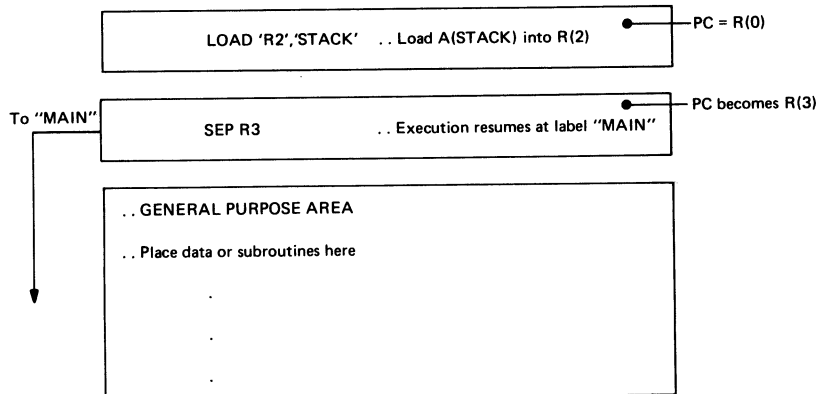 LOAD 'R2','STACK' . . Load A(STACK) into R(2)
PC = R(0)
To "MAIN"
SEP R3 . . Execution resumes at label "MAIN"
PC becomes R(3)
. . GENERAL PURPOSE AREA
. . Place data or subroutines here
.
.
.